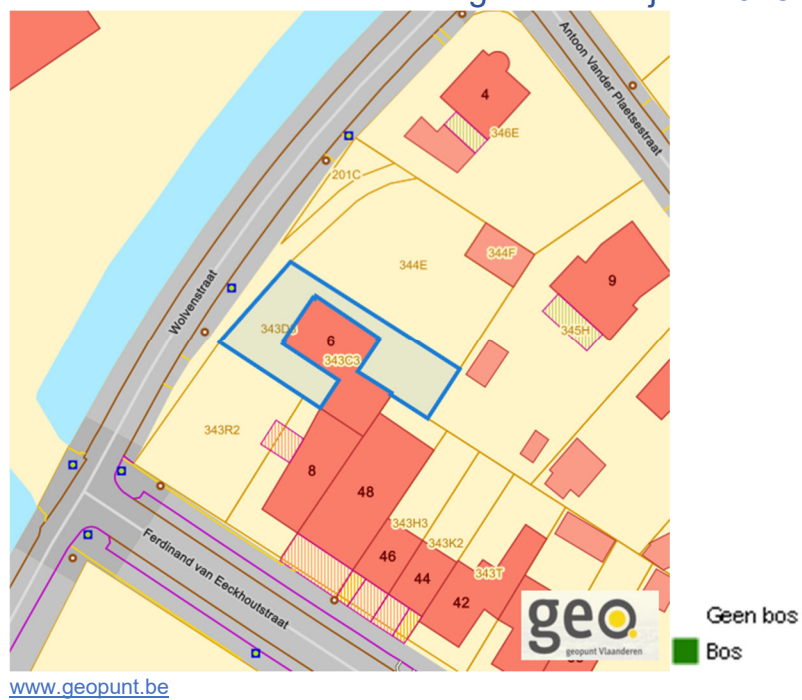 Antoon Vander Plaetsestraat
4
346E
201C
344E
344F
9
345H
Wolvenstraat
6
343C3
343R2
8
48
343H3
46
343K2
44
343T
42
Ferdinand van Eeckhoutstraat
geo.
geopunt Vlaanderen
Geen bos
Bos
www.geopunt.be